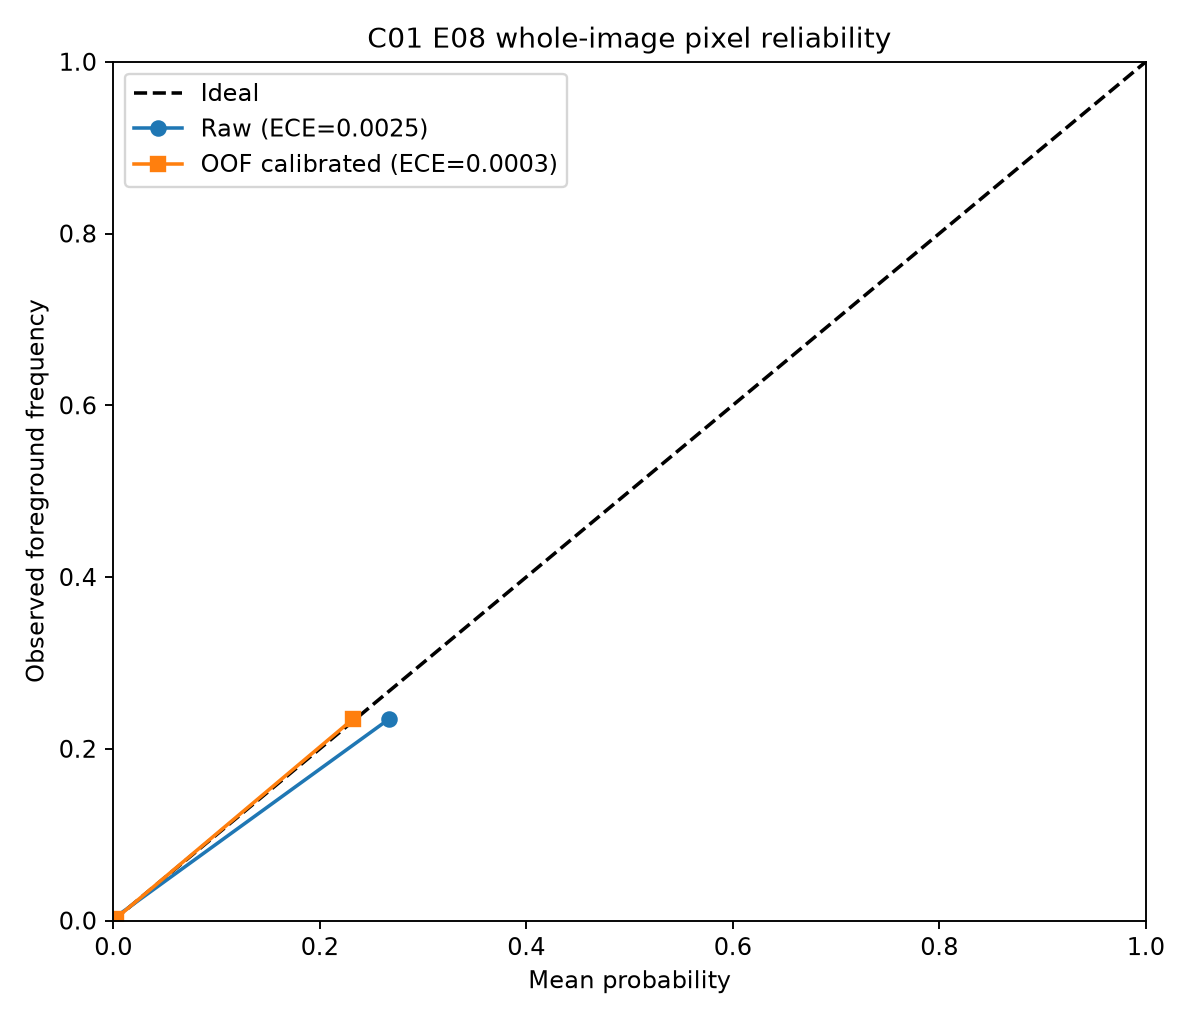 C01 E08 whole-image pixel reliability
Ideal
Raw (ECE=0.0025)
OOF calibrated (ECE=0.0003)
1.0
0.8
0.6
0.4
0.2
0.0
Observed foreground frequency
0.0 0.2 0.4 0.6 0.8 1.0
Mean probability